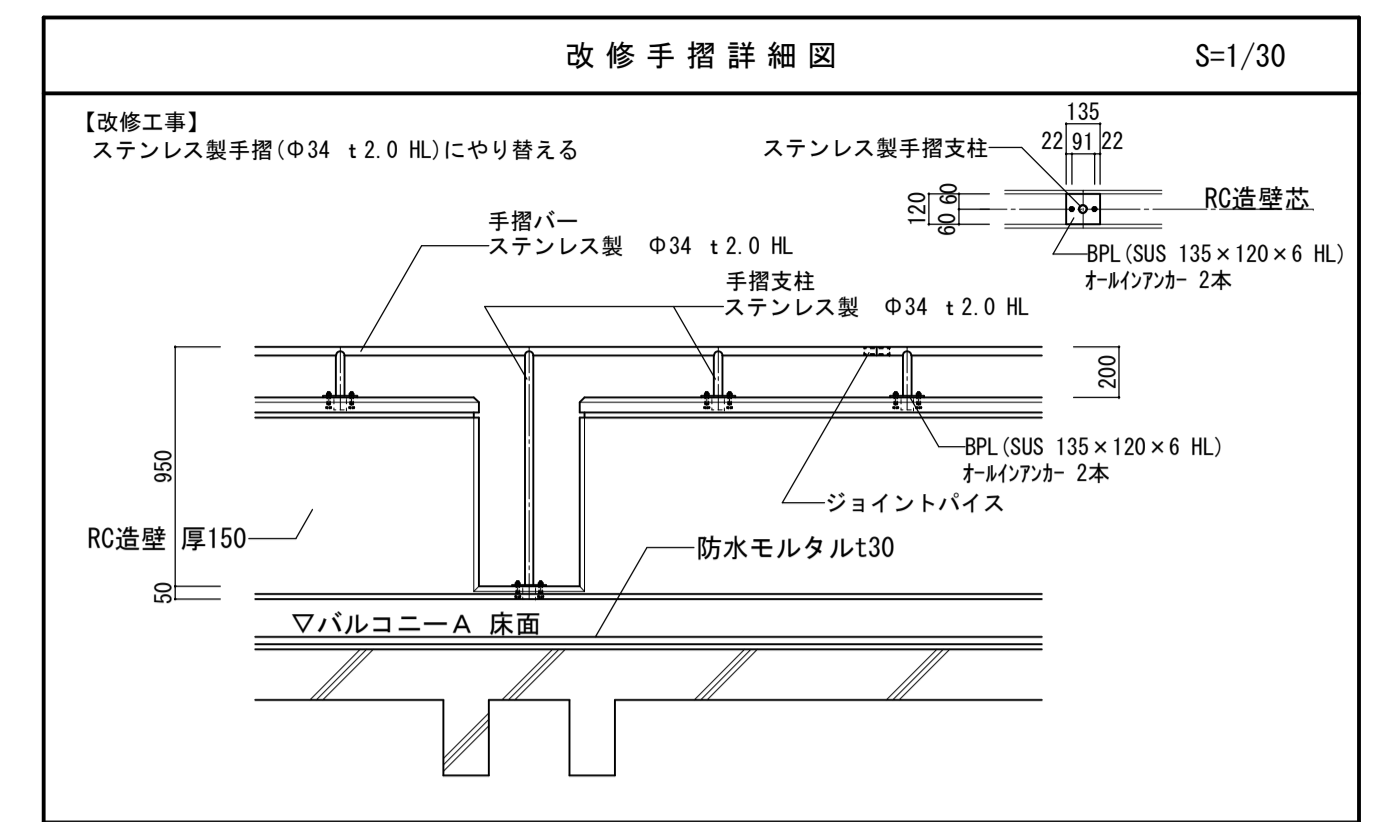 改修手摺詳細図 S=1/30
【改修工事】
ステンレス製手摺(Φ34 t2.0 HL)にやり替える
135
ステンレス製手摺支柱
22 91 22
120
60 60
RC造壁芯
BPL(SUS 135×120×6 HL)
オールインアンカー 2本
手摺バー
ステンレス製 Φ34 t2.0 HL
手摺支柱
ステンレス製 Φ34 t2.0 HL
200
950
BPL(SUS 135×120×6 HL)
オールインアンカー 2本
ジョイントパイス
RC造壁 厚150
防水モルタルt30
50
▽バルコニーA 床面